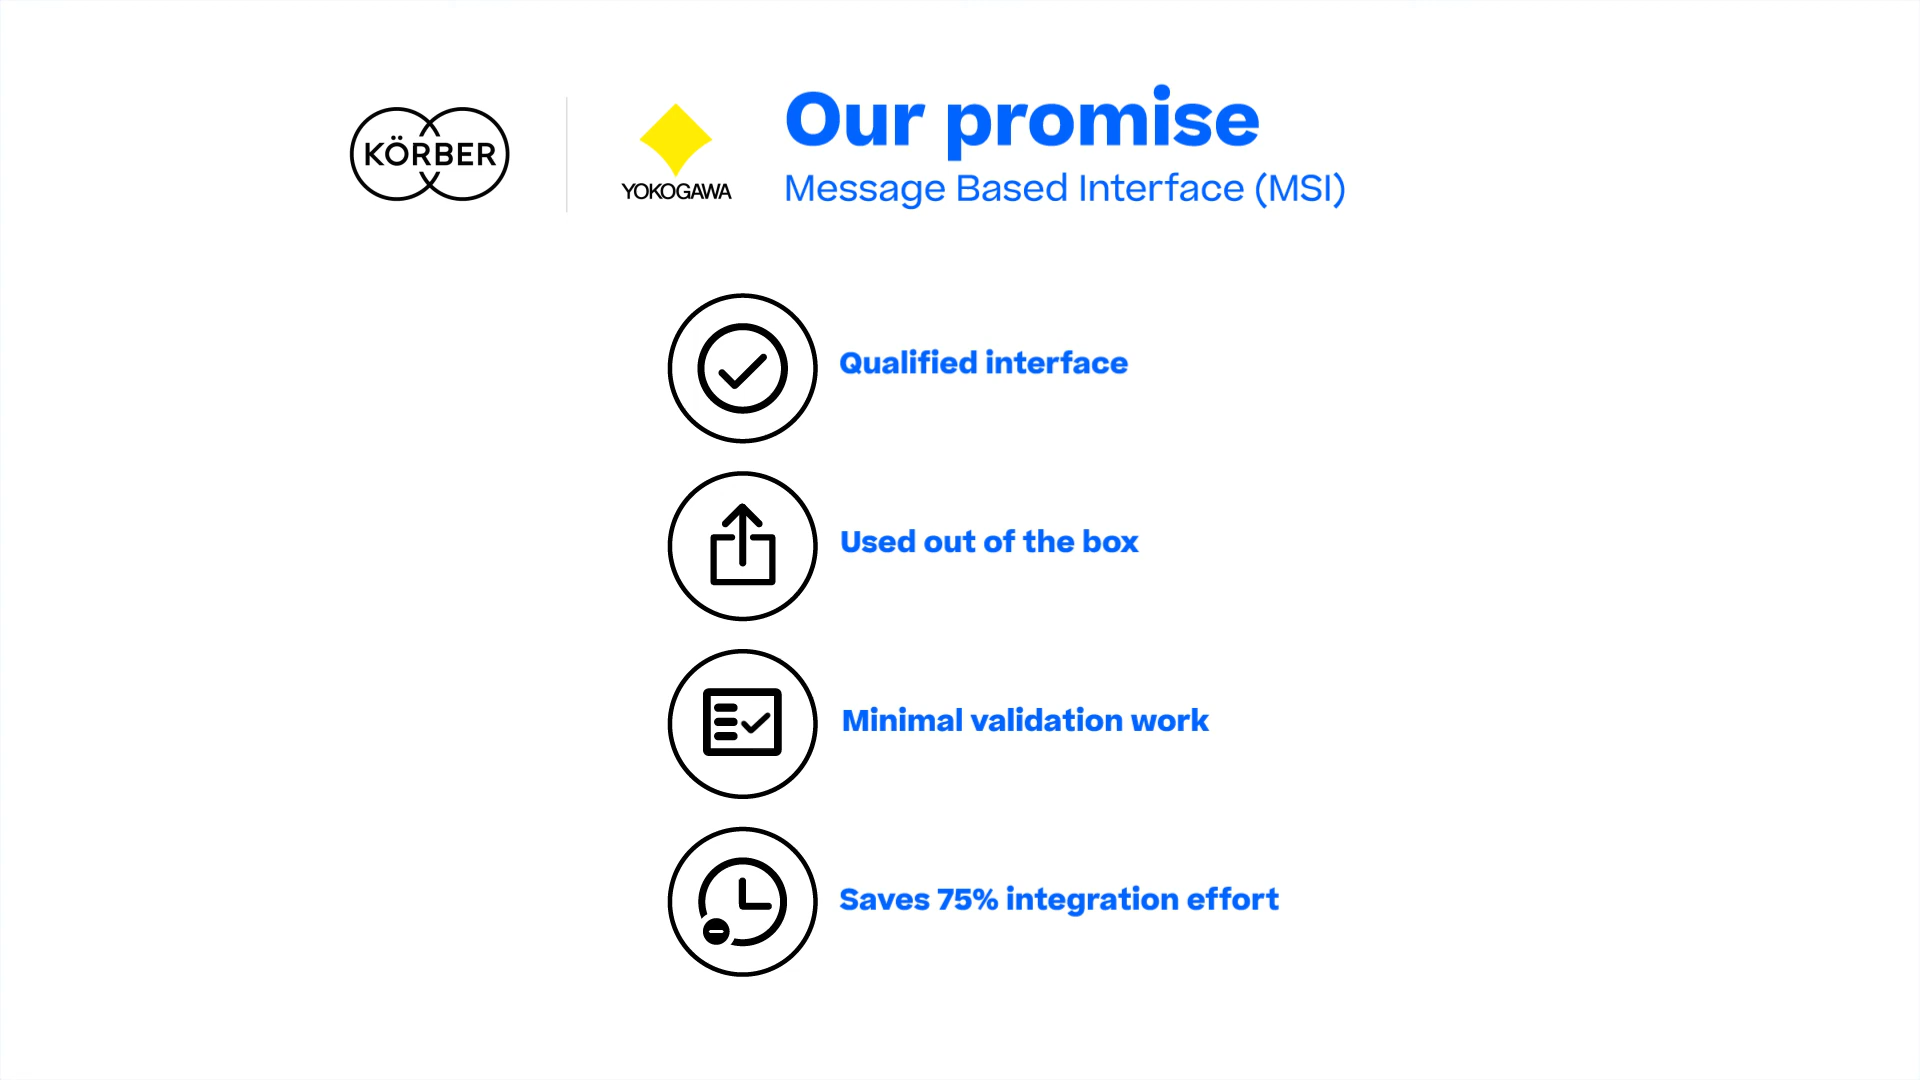 KÖRBER
YOKOGAWA
Our promise
Message Based Interface (MSI)
Qualified interface
Used out of the box
Minimal validation work
Saves 75% integration effort